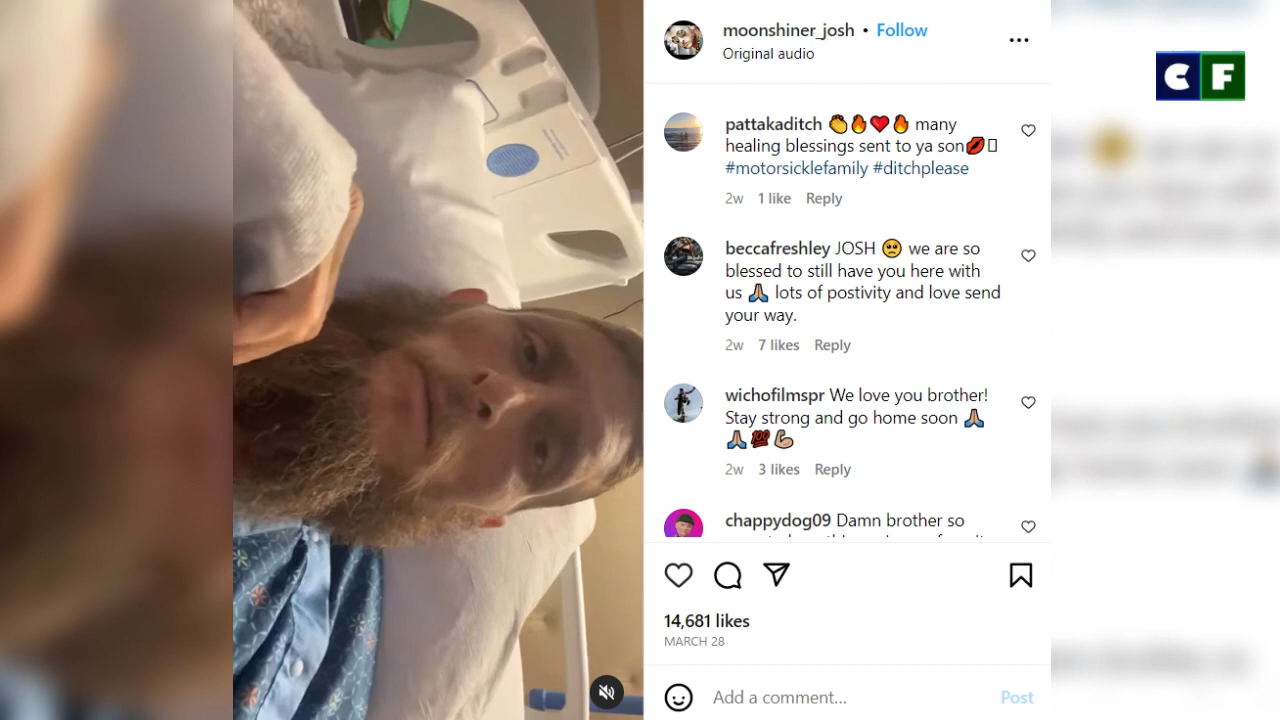 moonshiner_josh • Follow
Original audio
CF
pattakaditch 👏🔥❤️🔥 many
healing blessings sent to ya son💋▯
#motorsicklefamily #ditchplease
2w 1 like Reply
beccafreshley JOSH 🥺 we are so
blessed to still have you here with
us 🙏🏽 lots of postivity and love send
your way.
2w 7 likes Reply
wichofilmspr We love you brother!
Stay strong and go home soon 🙏🏽
🙏🏽💯💪🏽
2w 3 likes Reply
chappydog09 Damn brother so
14,681 likes
MARCH 28
Add a comment...
Post